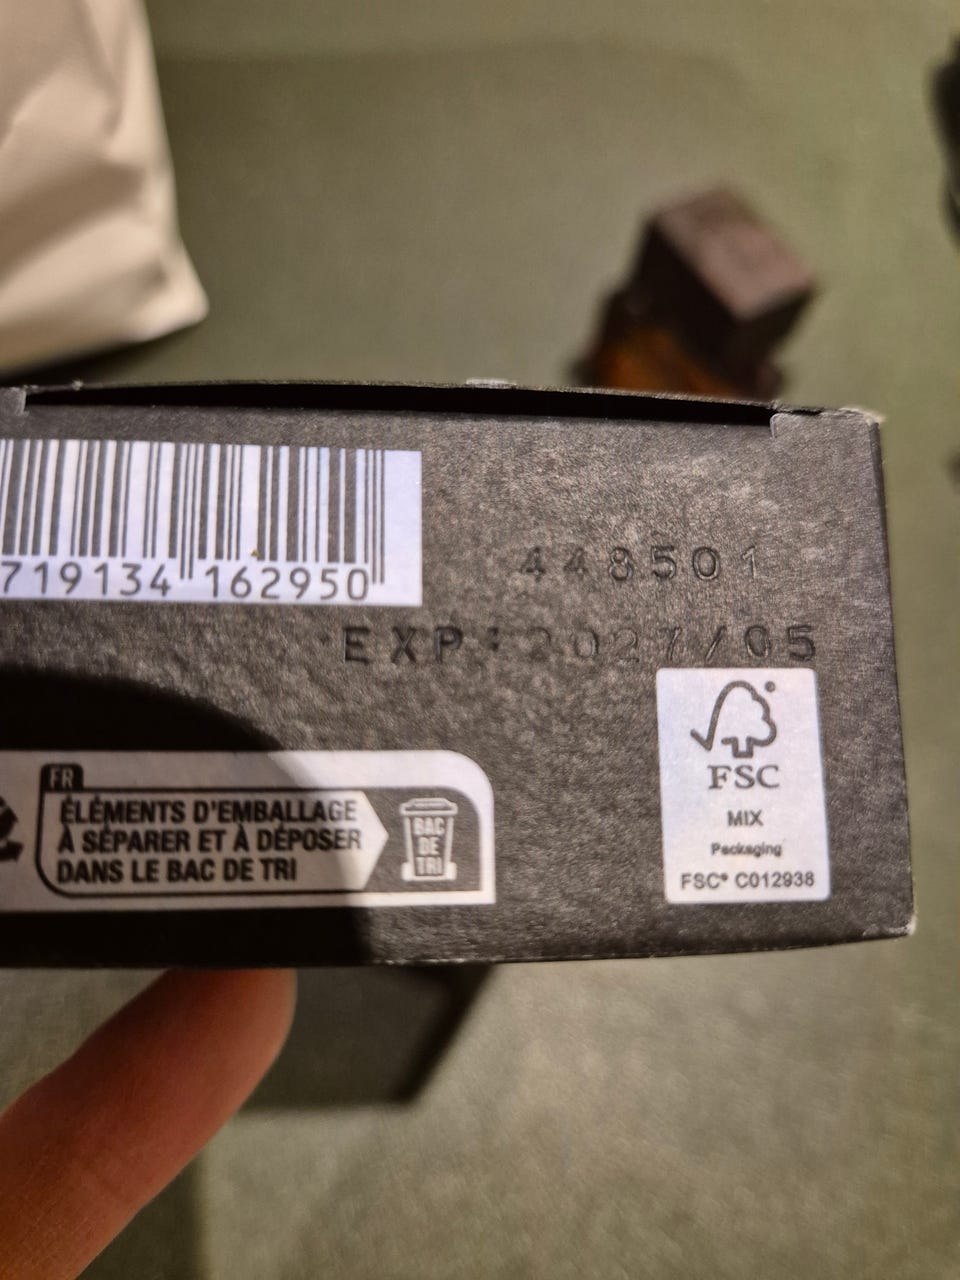 719134 162950
448501
EXP: 2027/05
FR
ÉLÉMENTS D'EMBALLAGE
À SÉPARER ET À DÉPOSER
DANS LE BAC DE TRI
BAC
DE
TRI
FSC
MIX
Packaging
FSC® C012938